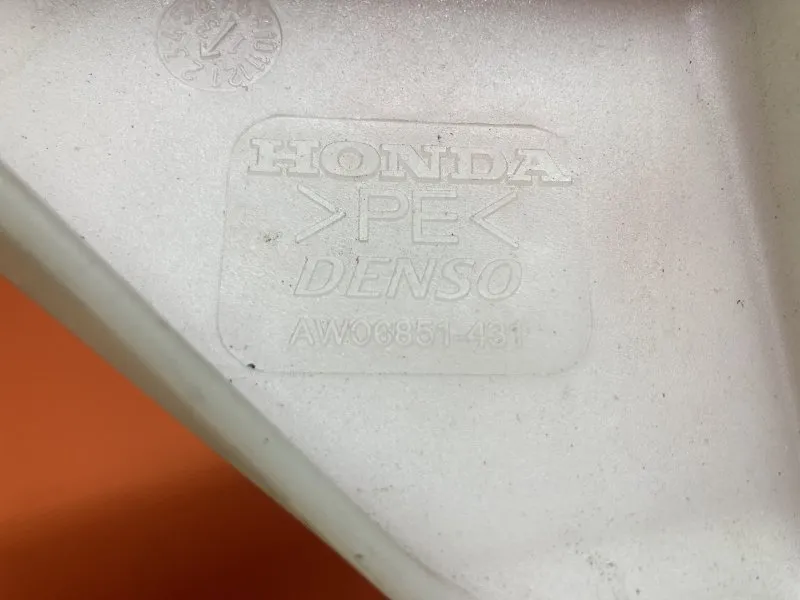 HONDA
>PE<
DENSO
AW06851-431